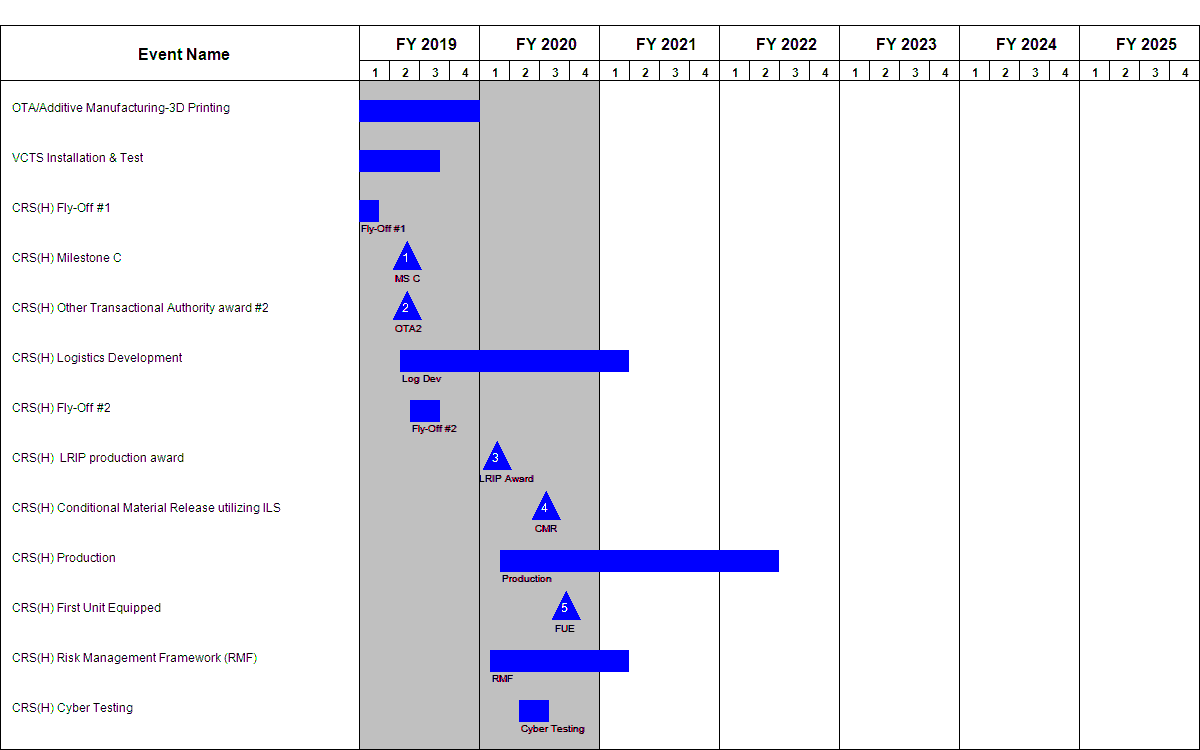 Event Name
FY 2019 FY 2020 FY 2021 FY 2022 FY 2023 FY 2024 FY 2025
1 2 3 4 1 2 3 4 1 2 3 4 1 2 3 4 1 2 3 4 1 2 3 4 1 2 3 4
OTA/Additive Manufacturing-3D Printing
VCTS Installation & Test
CRS(H) Fly-Off #1
Fly-Off #1
CRS(H) Milestone C
1
MS C
CRS(H) Other Transactional Authority award #2
2
OTA2
CRS(H) Logistics Development
Log Dev
CRS(H) Fly-Off #2
Fly-Off #2
CRS(H) LRIP production award
3
LRIP Award
CRS(H) Conditional Material Release utilizing ILS
4
CMR
CRS(H) Production
Production
CRS(H) First Unit Equipped
5
FUE
CRS(H) Risk Management Framework (RMF)
RMF
CRS(H) Cyber Testing
Cyber Testing